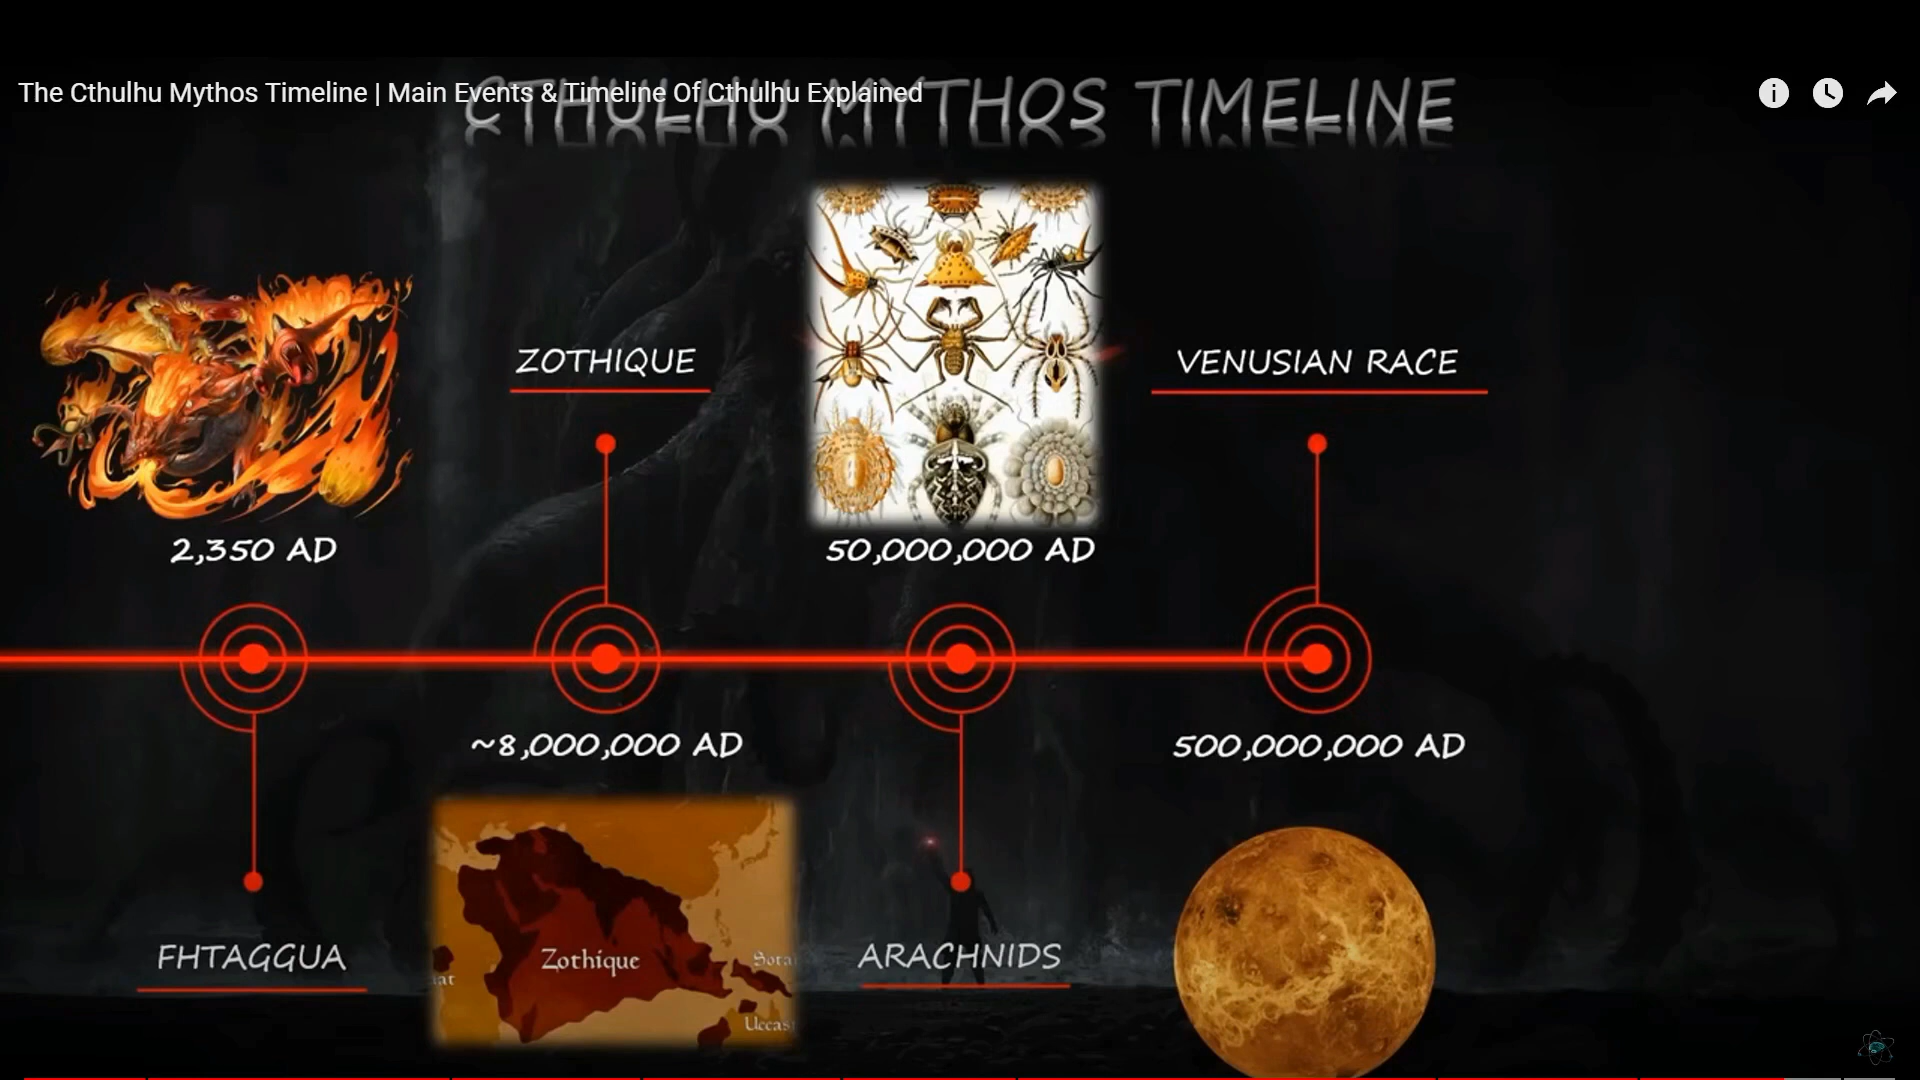 The Cthulhu Mythos Timeline | Main Events & Timeline Of Cthulhu Explained
CTHULHU MYTHOS TIMELINE
ZOTHIQUE
VENUSIAN RACE
2,350 AD
50,000,000 AD
~8,000,000 AD
500,000,000 AD
FHTAGGUA
Zothique
ARACHNIDS